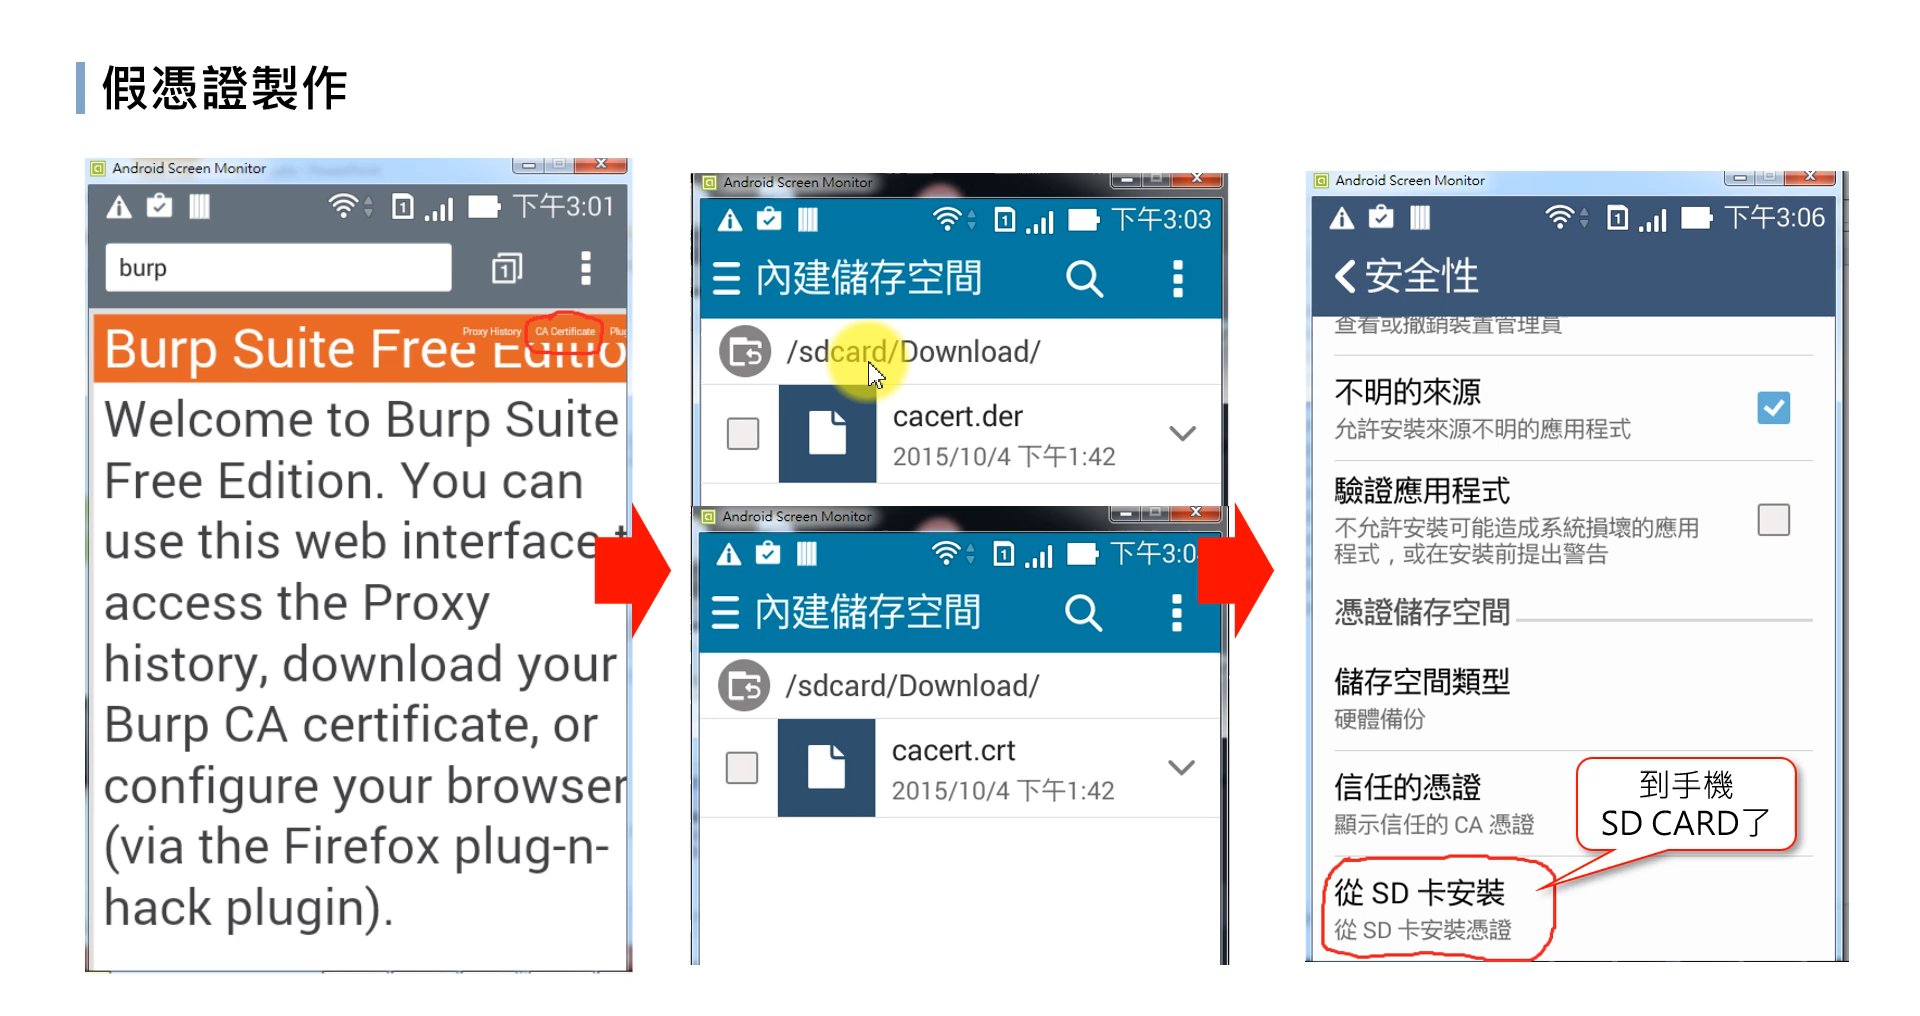 假憑證製作
Android Screen Monitor
1 下午3:01
burp
1
Proxy History CA Certificate
Burp Suite Free Editio
Welcome to Burp Suite
Free Edition. You can
use this web interface t
access the Proxy
history, download your
Burp CA certificate, or
configure your browser
(via the Firefox plug-n-
hack plugin).
Android Screen Monitor
1 下午3:03
內建儲存空間
/sdcard/Download/
cacert.der
2015/10/4 下午1:42
Android Screen Monitor
1 下午3:0
內建儲存空間
/sdcard/Download/
cacert.crt
2015/10/4 下午1:42
Android Screen Monitor
1 下午3:06
安全性
查看或撤銷裝置管理員
不明的來源
允許安裝來源不明的應用程式
驗證應用程式
不允許安裝可能造成系統損壞的應用
程式，或在安裝前提出警告
憑證儲存空間
儲存空間類型
硬體備份
信任的憑證
顯示信任的 CA 憑證
到手機
SD CARD了
從 SD 卡安裝
從 SD 卡安裝憑證